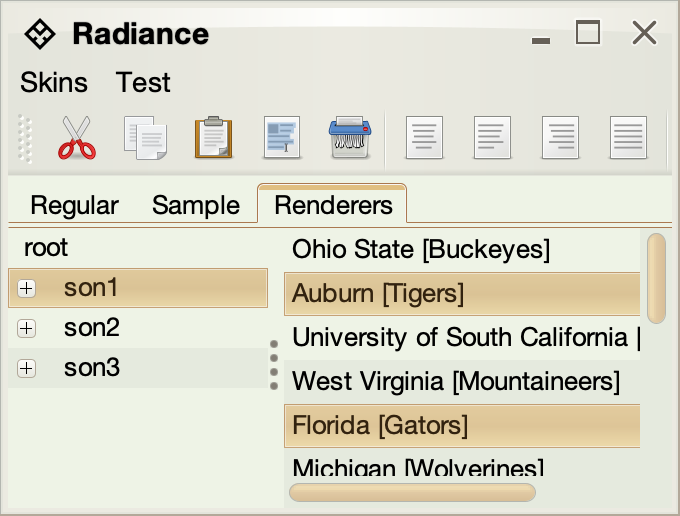 Radiance
Skins Test
Regular Sample Renderers
root
son1
son2
son3
Ohio State [Buckeyes]
Auburn [Tigers]
University of South California [
West Virginia [Mountaineers]
Florida [Gators]
Michigan [Wolverines]